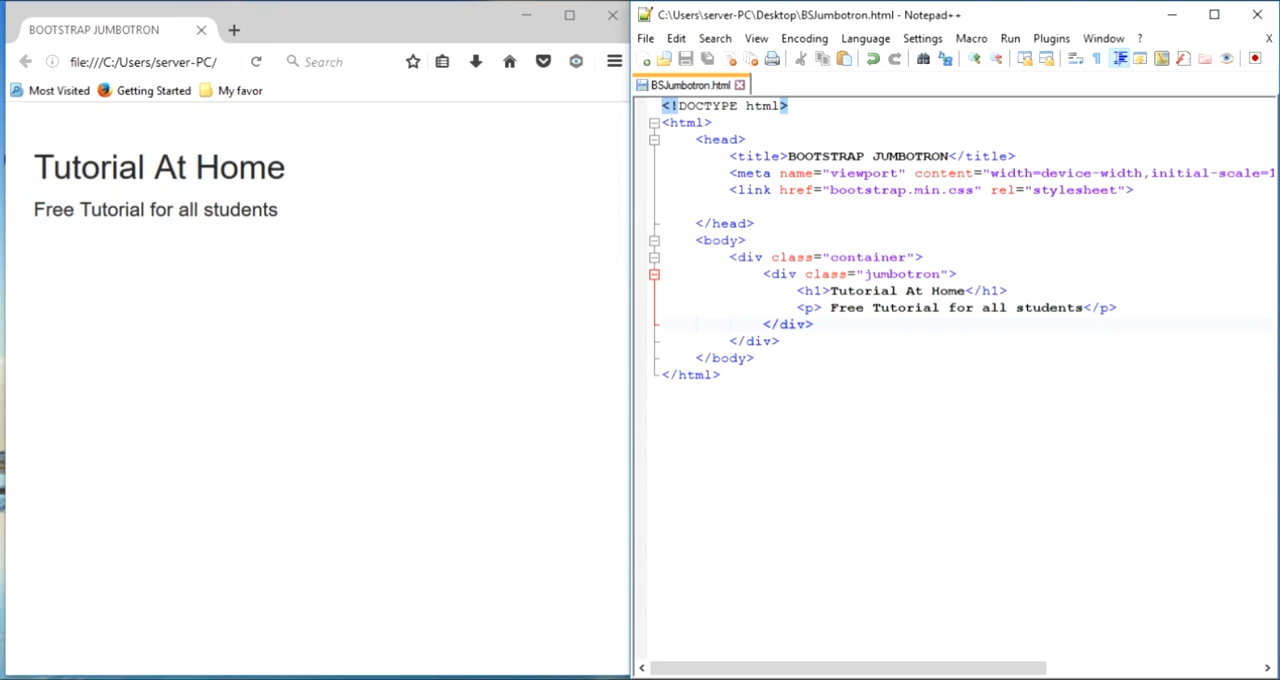 BOOTSTRAP JUMBOTRON
file:///C:/Users/server-PC/
Search
Most Visited Getting Started My favor
Tutorial At Home
Free Tutorial for all students
C:\Users\server-PC\Desktop\BSJumbotron.html - Notepad++
File Edit Search View Encoding Language Settings Macro Run Plugins Window ? X
BSJumbotron.html
<!DOCTYPE html>
<html>
<head>
<title>BOOTSTRAP JUMBOTRON</title>
<meta name="viewport" content="width=device-width,initial-scale=1
<link href="bootstrap.min.css" rel="stylesheet">
</head>
<body>
<div class="container">
<div class="jumbotron">
<h1>Tutorial At Home</h1>
<p> Free Tutorial for all students</p>
</div>
</div>
</body>
</html>